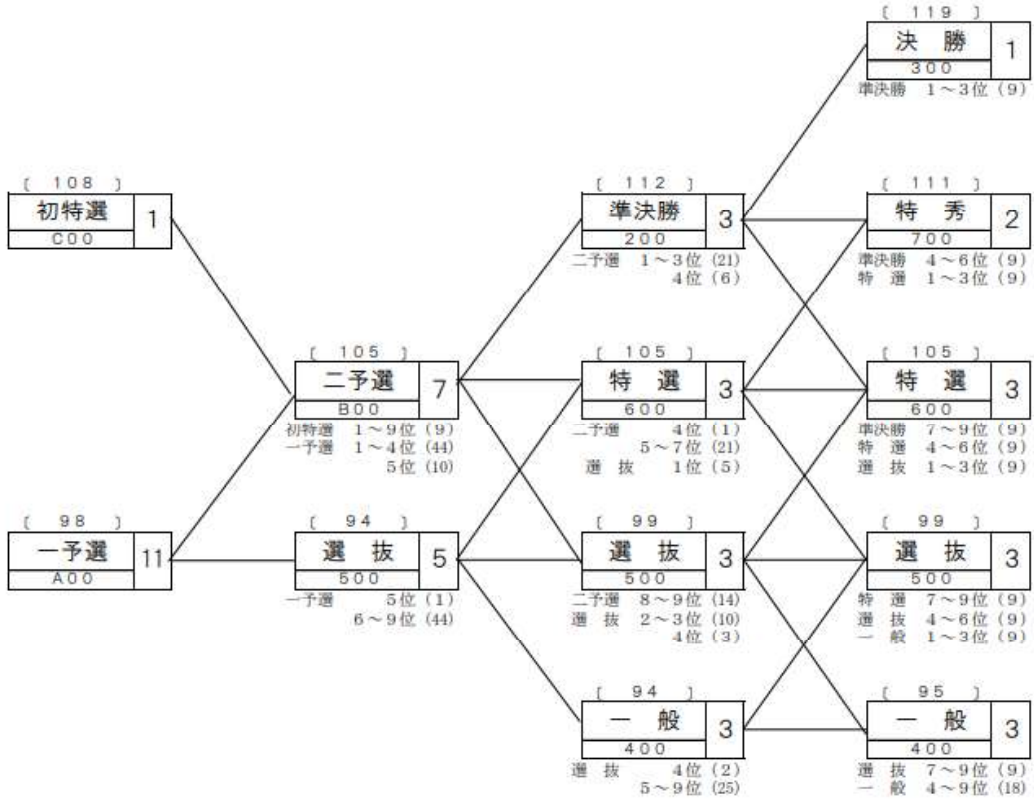 〔 108 〕
初特選 1
C00
〔 98 〕
一予選 11
A00
〔 105 〕
二予選 7
B00
初特選 1～9位 (9)
一予選 1～4位 (44)
5位 (10)
〔 94 〕
選 抜 5
500
一予選 5位 (1)
6～9位 (44)
〔 112 〕
準決勝 3
200
二予選 1～3位 (21)
4位 (6)
〔 105 〕
特 選 3
600
二予選 4位 (1)
5～7位 (21)
選 抜 1位 (5)
〔 99 〕
選 抜 3
500
二予選 8～9位 (14)
選 抜 2～3位 (10)
4位 (3)
〔 94 〕
一 般 3
400
選 抜 4位 (2)
5～9位 (25)
〔 119 〕
決 勝 1
300
準決勝 1～3位 (9)
〔 111 〕
特 秀 2
700
準決勝 4～6位 (9)
特 選 1～3位 (9)
〔 105 〕
特 選 3
600
準決勝 7～9位 (9)
特 選 4～6位 (9)
選 抜 1～3位 (9)
〔 99 〕
選 抜 3
500
特 選 7～9位 (9)
選 抜 4～6位 (9)
一 般 1～3位 (9)
〔 95 〕
一 般 3
400
選 抜 7～9位 (9)
一 般 4～9位 (18)